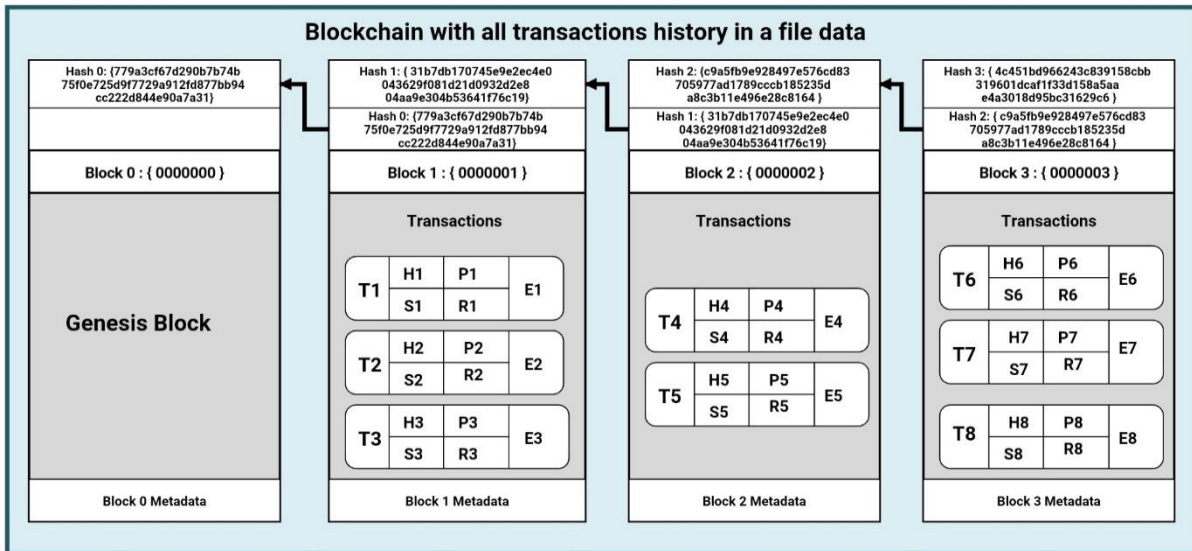 Blockchain with all transactions history in a file data
Hash 0: {779a3cf67d290b7b74b
75f0e725d9f7729a912fd877bb94
cc222d844e90a7a31}
Block 0 : { 0000000 }
Genesis Block
Block 0 Metadata
Hash 1: { 31b7db170745e9e2ec4e0
043629f081d21d0932d2e8
04aa9e304b53641f76c19}
Hash 0: {779a3cf67d290b7b74b
75f0e725d9f7729a912fd877bb94
cc222d844e90a7a31}
Block 1 : { 0000001 }
Transactions
T1 H1 P1 E1
S1 R1
T2 H2 P2 E2
S2 R2
T3 H3 P3 E3
S3 R3
Block 1 Metadata
Hash 2: {c9a5fb9e928497e576cd83
705977ad1789cccb185235d
a8c3b11e496e28c8164 }
Hash 1: { 31b7db170745e9e2ec4e0
043629f081d21d0932d2e8
04aa9e304b53641f76c19}
Block 2 : { 0000002 }
Transactions
T4 H4 P4 E4
S4 R4
T5 H5 P5 E5
S5 R5
Block 2 Metadata
Hash 3: { 4c451bd966243c839158cbb
319601dcaf1f33d158a5aa
e4a3018d95bc31629c6 }
Hash 2: { c9a5fb9e928497e576cd83
705977ad1789cccb185235d
a8c3b11e496e28c8164 }
Block 3 : { 0000003 }
Transactions
T6 H6 P6 E6
S6 R6
T7 H7 P7 E7
S7 R7
T8 H8 P8 E8
S8 R8
Block 3 Metadata